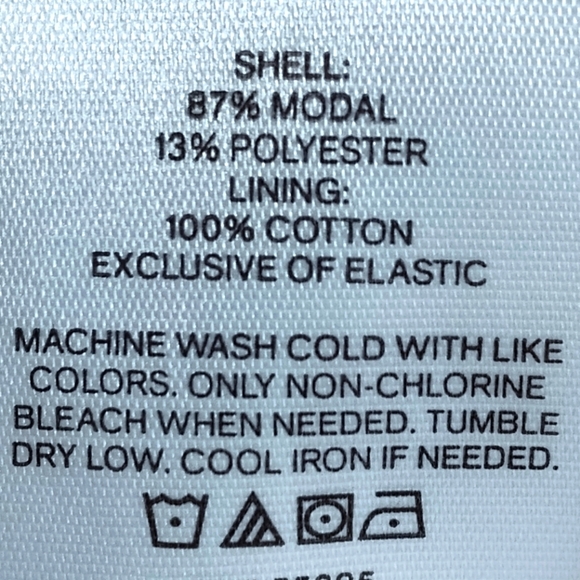 SHELL:
87% MODAL
13% POLYESTER
LINING:
100% COTTON
EXCLUSIVE OF ELASTIC
MACHINE WASH COLD WITH LIKE
COLORS. ONLY NON-CHLORINE
BLEACH WHEN NEEDED. TUMBLE
DRY LOW. COOL IRON IF NEEDED.